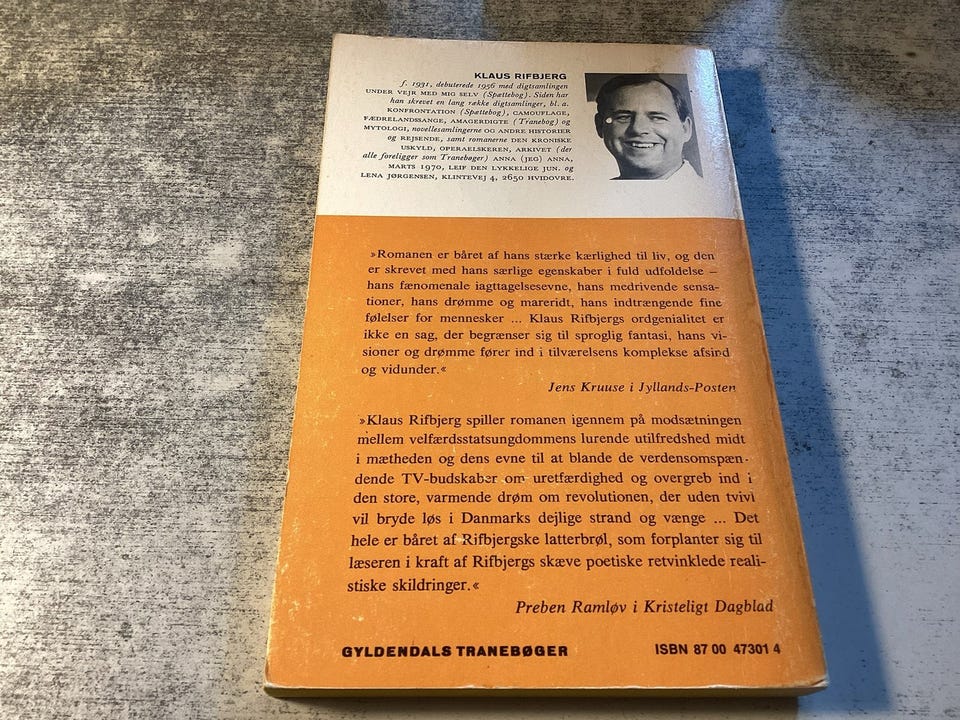 KLAUS RIFBJERG
f. 1931, debuterede 1956 med digtsamlingen
UNDER VEJR MED MIG SELV (Spættebog). Siden har
han skrevet en lang række digtsamlinger, bl. a.
KONFRONTATION (Spættebog), CAMOUFLAGE,
FÆDRELANDSSANGE, AMAGERDIGTE (Tranebog) og
MYTOLOGI, novellesamlingerne OG ANDRE HISTORIER
og REJSENDE, samt romanerne DEN KRONISKE
USKYLD, OPERAELSKEREN, ARKIVET (der
alle foreligger som Tranebøger) ANNA (JEG) ANNA,
MARTS 1970, LEIF DEN LYKKELIGE JUN. og
LENA JØRGENSEN, KLINTEVEJ 4, 2650 HVIDOVRE.
»Romanen er båret af hans stærke kærlighed til liv, og den
er skrevet med hans særlige egenskaber i fuld udfoldelse –
hans fænomenale iagttagelsesevne, hans medrivende sensa-
tioner, hans drømme og mareridt, hans indtrængende fine
følelser for mennesker ... Klaus Rifbjergs ordgenialitet er
ikke en sag, der begrænser sig til sproglig fantasi, hans vi-
sioner og drømme fører ind i tilværelsens komplekse afsind
og vidunder.«
Jens Kruuse i Jyllands-Posten
»Klaus Rifbjerg spiller romanen igennem på modsætningen
mellem velfærdsstatsungdommens lurende utilfredshed midt
i mætheden og dens evne til at blande de verdensomspæn-
dende TV-budskaber om uretfærdighed og overgreb ind i
den store, varmende drøm om revolutionen, der uden tvivl
vil bryde løs i Danmarks dejlige strand og vænge ... Det
hele er båret af Rifbjergske latterbrøl, som forplanter sig til
læseren i kraft af Rifbjergs skæve poetiske retvinklede reali-
stiske skildringer.«
Preben Ramløv i Kristeligt Dagblad
GYLDENDALS TRANEBØGER
ISBN 87 00 47301 4